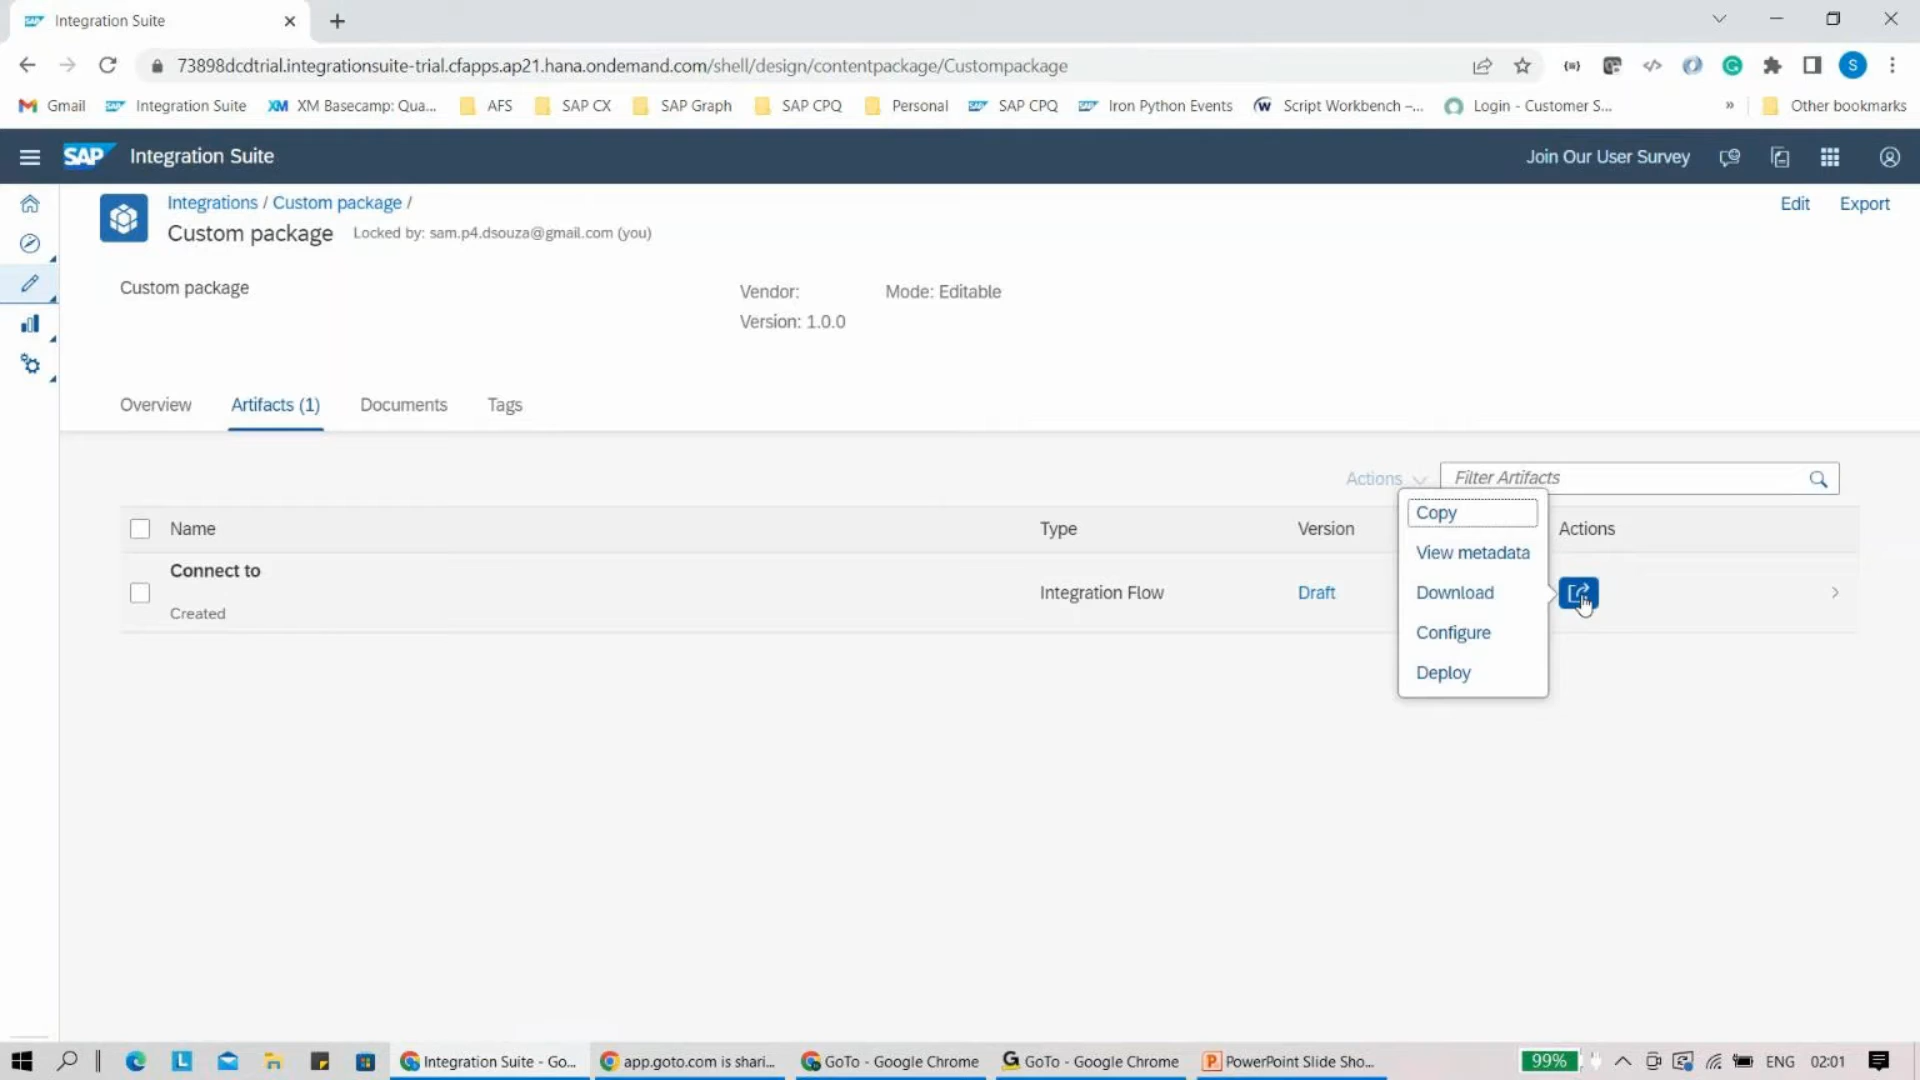 Integration Suite
73898dcdtrial.integrationsuite-trial.cfapps.ap21.hana.ondemand.com/shell/design/contentpackage/Custompackage
S
Gmail Integration Suite XM XM Basecamp: Qua... AFS SAP CX SAP Graph SAP CPQ Personal SAP CPQ Iron Python Events Script Workbench –... Login - Customer S... » Other bookmarks
SAP Integration Suite Join Our User Survey
Integrations / Custom package / Edit Export
Custom package Locked by: sam.p4.dsouza@gmail.com (you)
Custom package
Vendor: Mode: Editable
Version: 1.0.0
Overview Artifacts (1) Documents Tags
Actions Filter Artifacts
Name Type Version Actions
Connect to
Created
Integration Flow Draft
Copy
View metadata
Download
Configure
Deploy
Integration Suite - Go... app.goto.com is shari... GoTo - Google Chrome GoTo - Google Chrome PowerPoint Slide Sho... 99% ENG 02:01